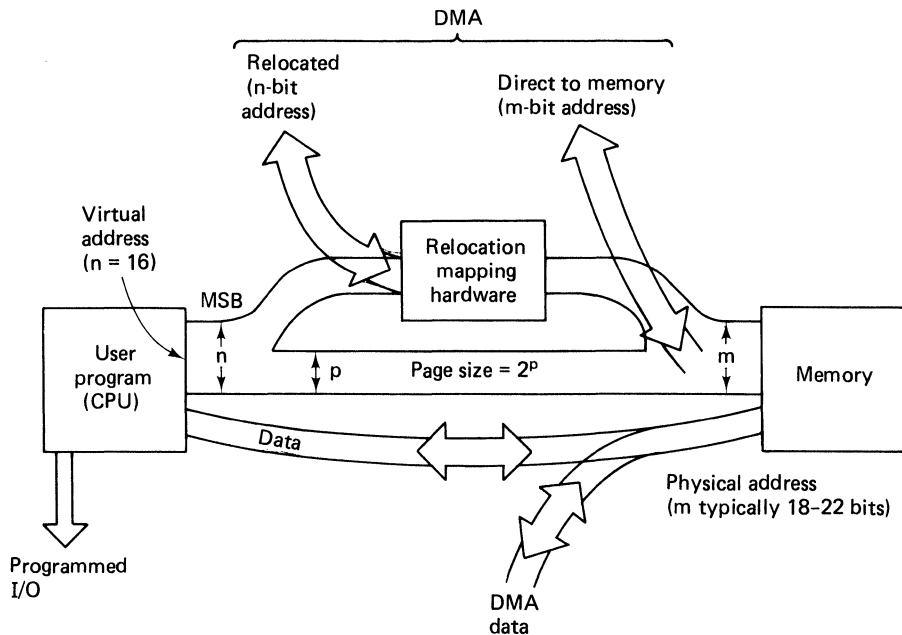 DMA
Relocated
(n-bit
address)
Direct to memory
(m-bit address)
Virtual
address
(n = 16)
Relocation
mapping
hardware
MSB
User
program
(CPU)
n
p
Page size = 2ᵖ
m
Memory
Data
Physical address
(m typically 18–22 bits)
Programmed
I/O
DMA
data